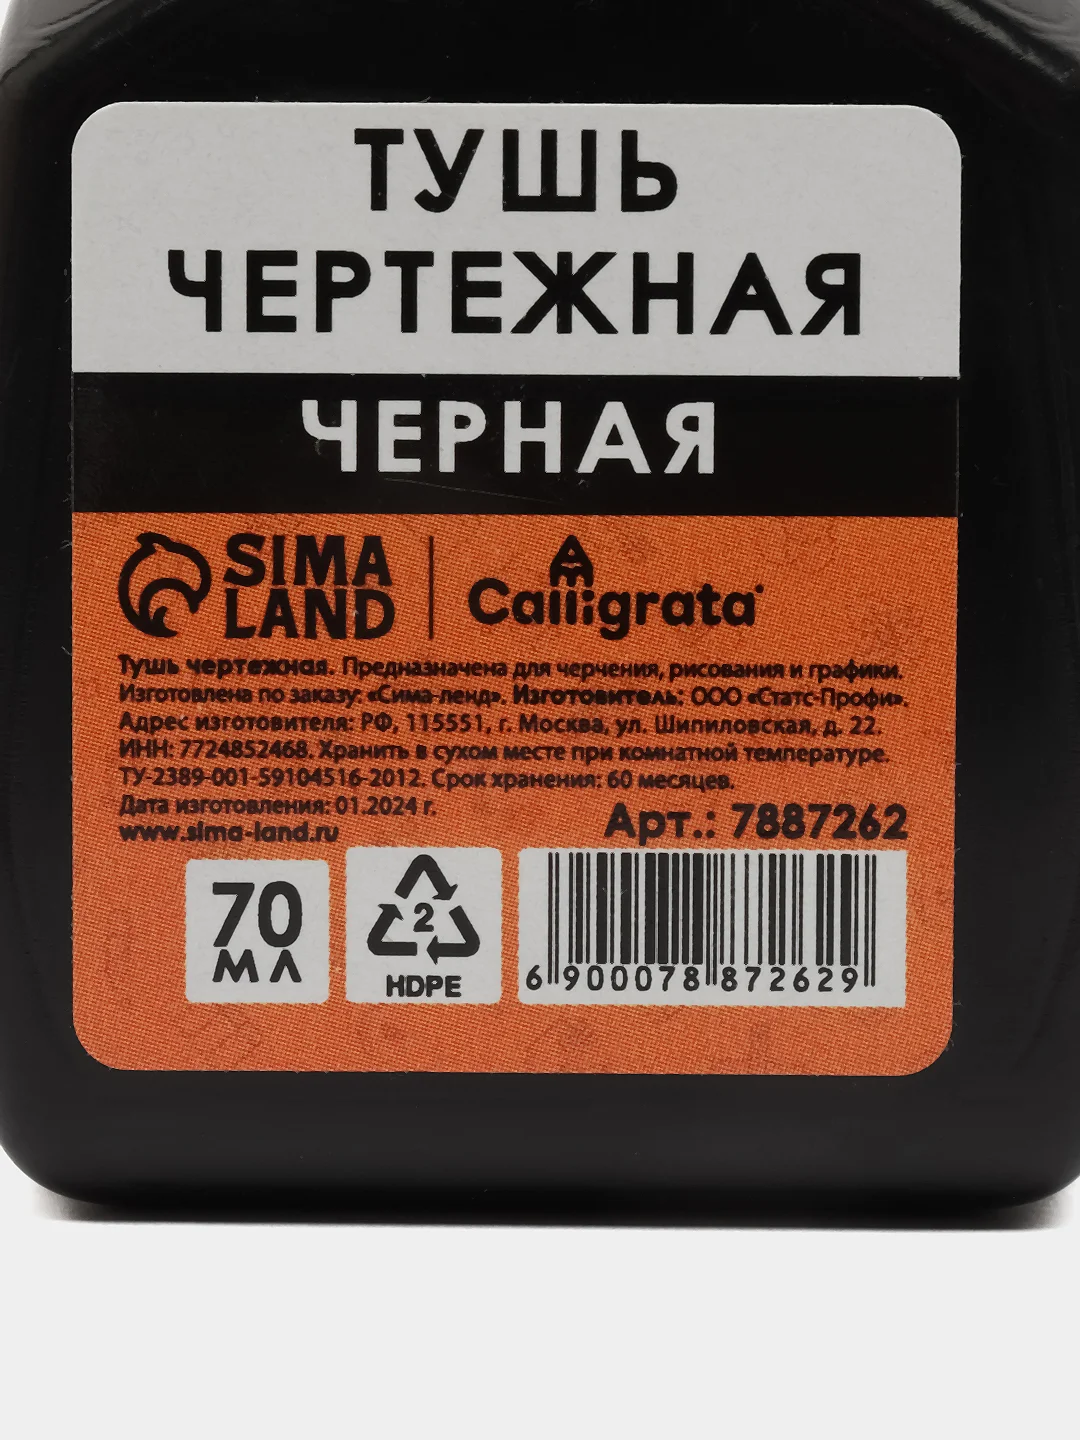 ТУШЬ
ЧЕРТЕЖНАЯ
ЧЕРНАЯ
SIMA
LAND
Calligrata
Тушь чертежная. Предназначена для черчения, рисования и графики.
Изготовлена по заказу: «Сима-ленд». Изготовитель: ООО «Статс-Профи».
Адрес изготовителя: РФ, 115551, г. Москва, ул. Шипиловская, д. 22.
ИНН: 7724852468. Хранить в сухом месте при комнатной температуре.
ТУ-2389-001-59104516-2012. Срок хранения: 60 месяцев.
Дата изготовления: 01.2024 г.
www.sima-land.ru
Арт.: 7887262
70
МЛ
2
HDPE
6 900078 872629